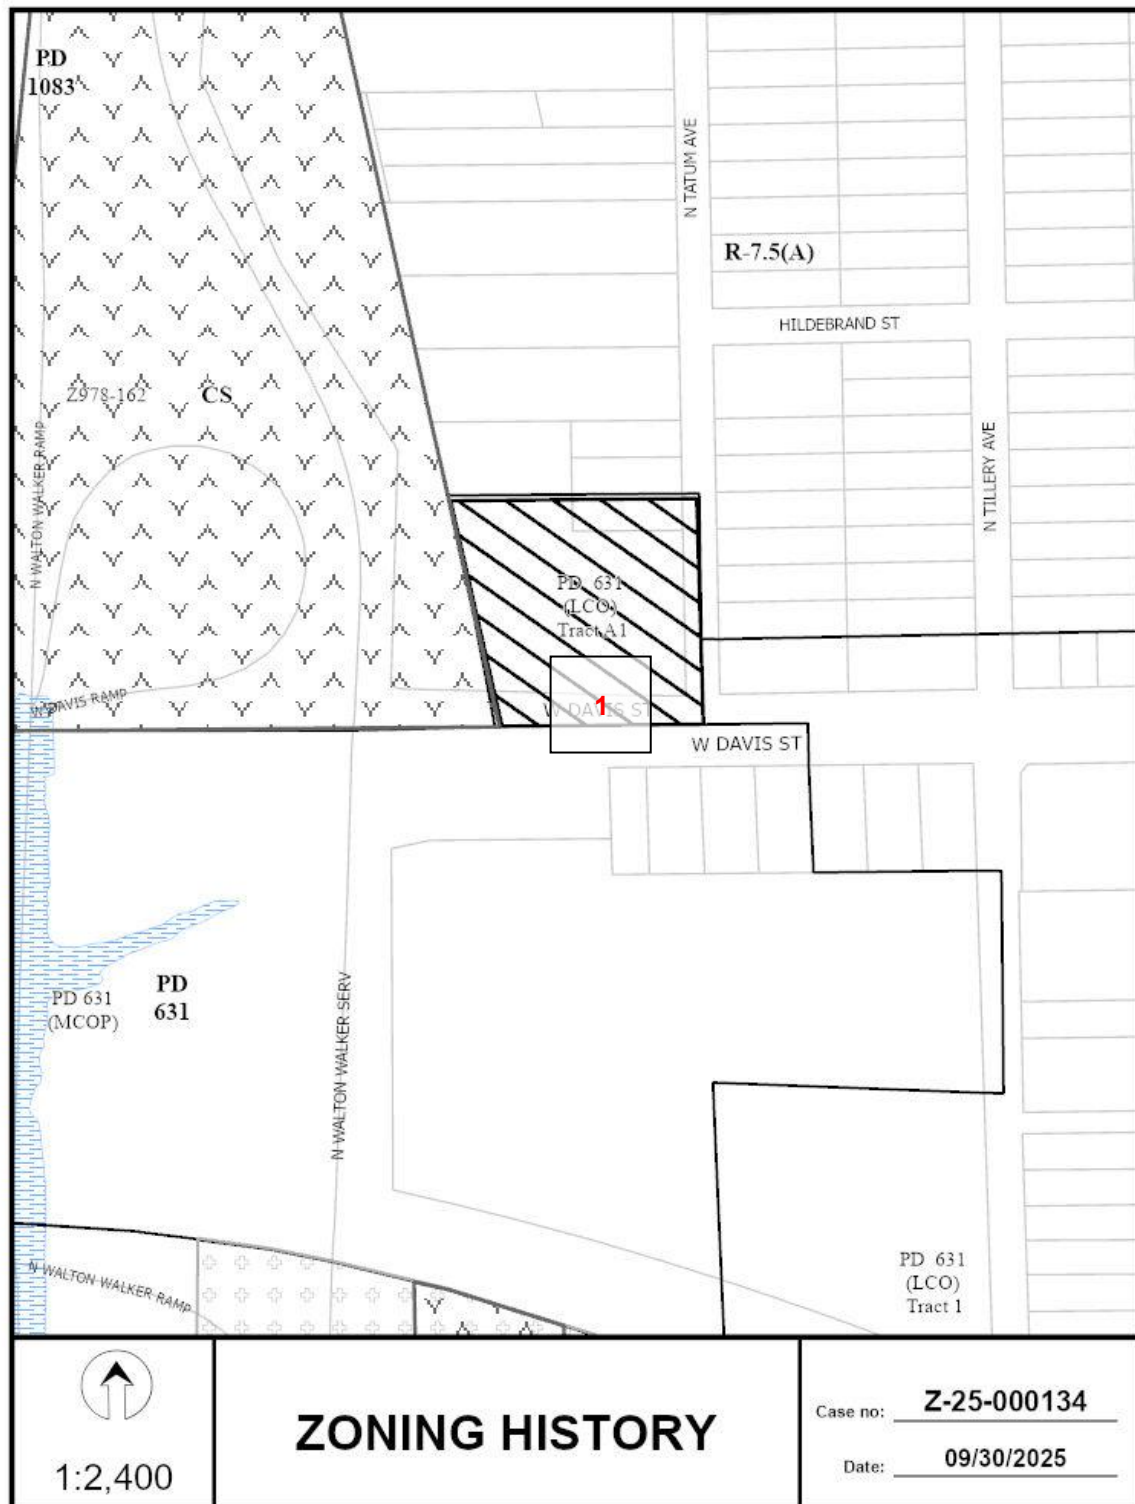 PD
1083
N TATUM AVE
R-7.5(A)
HILDEBRAND ST
Z978-162
CS
N WALTON WALKER RAMP
N TILLERY AVE
PD 631
(LCO)
Tract A1
W DAVIS RAMP
W DAVIS ST
1
W DAVIS ST
PD 631
(MCOP)
PD
631
N WALTON WALKER SERV
N WALTON WALKER RAMP
PD 631
(LCO)
Tract 1
1:2,400
ZONING HISTORY
Case no: Z-25-000134
Date: 09/30/2025